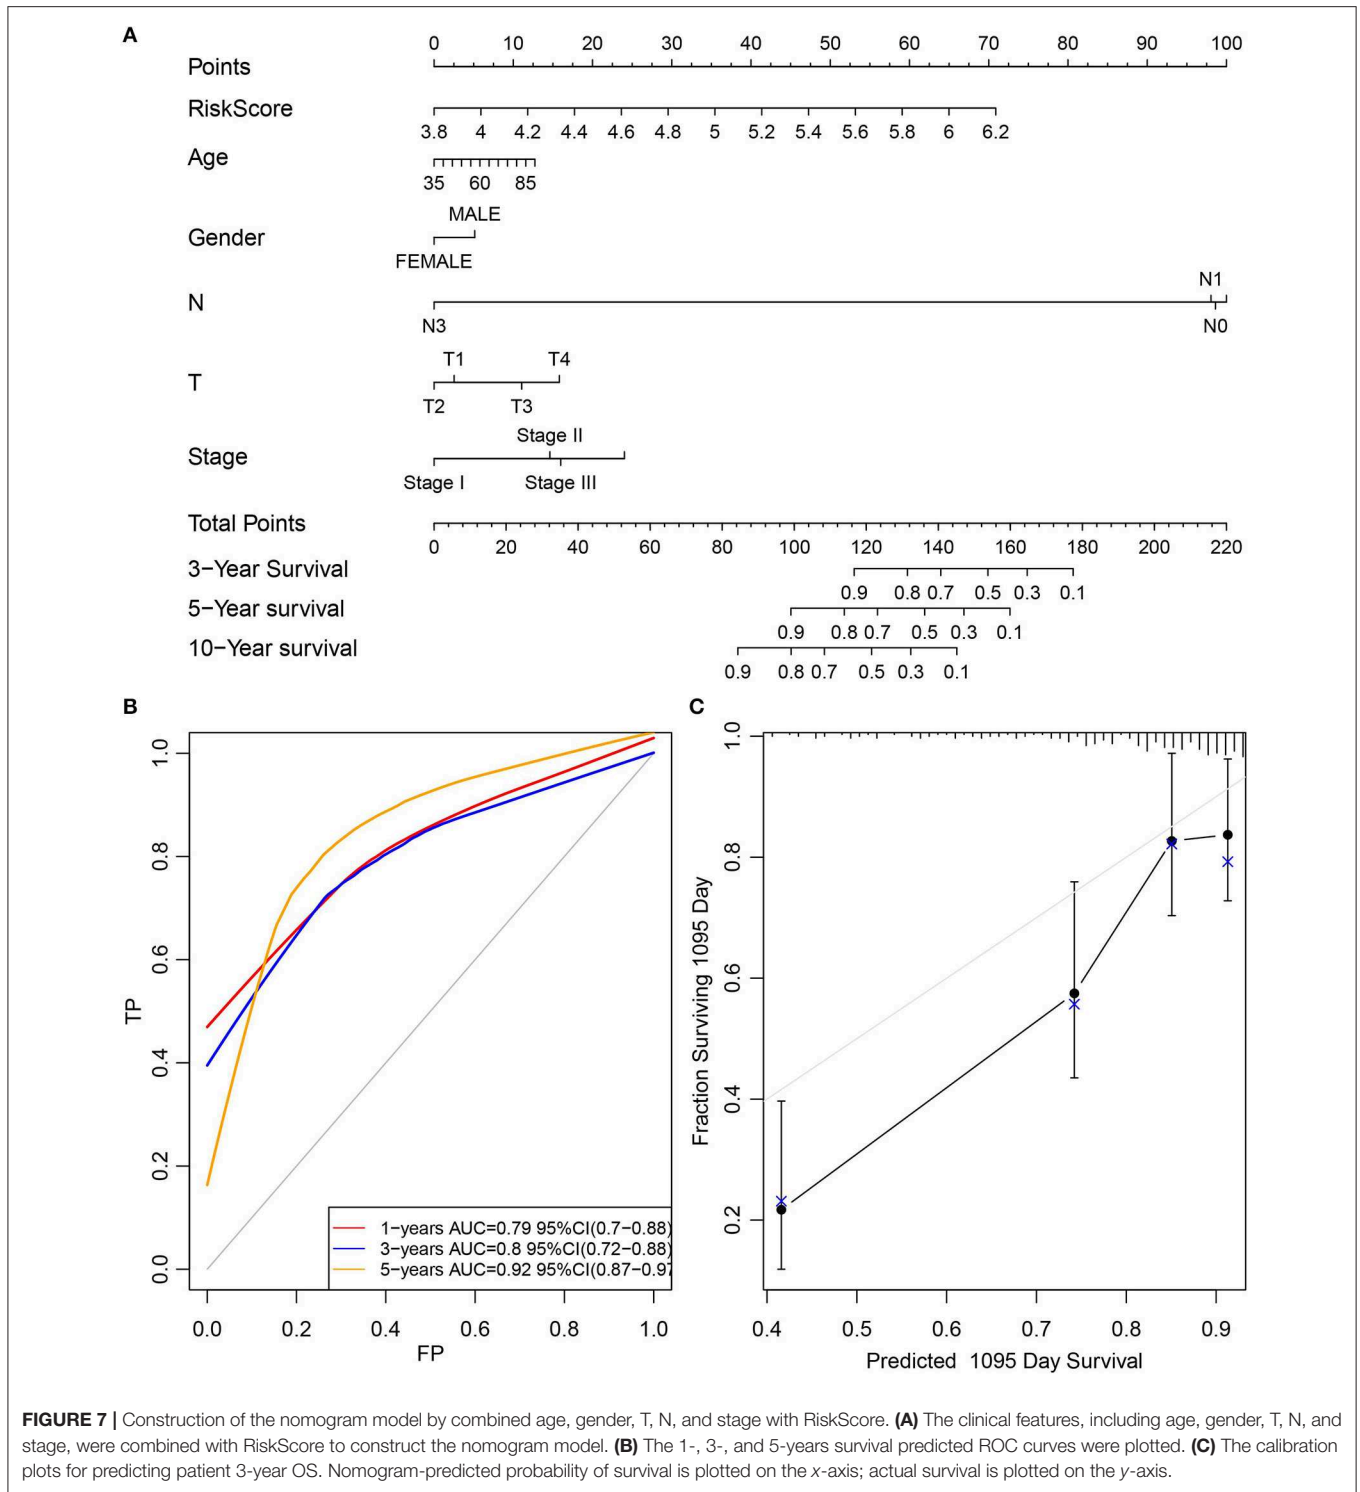 A
0 10 20 30 40 50 60 70 80 90 100
Points
RiskScore
3.8 4 4.2 4.4 4.6 4.8 5 5.2 5.4 5.6 5.8 6 6.2
Age
35 60 85
MALE
Gender
FEMALE
N1
N
N3 N0
T1 T4
T
T2 T3
Stage II
Stage
Stage I Stage III
Total Points
0 20 40 60 80 100 120 140 160 180 200 220
3−Year Survival
0.9 0.8 0.7 0.5 0.3 0.1
5−Year survival
0.9 0.8 0.7 0.5 0.3 0.1
10−Year survival
0.9 0.8 0.7 0.5 0.3 0.1
B
TP
1.0
0.8
0.6
0.4
0.2
0.0
1−years AUC=0.79 95%CI(0.7−0.88)
3−years AUC=0.8 95%CI(0.72−0.88)
5−years AUC=0.92 95%CI(0.87−0.97
0.0 0.2 0.4 0.6 0.8 1.0
FP
C
Fraction Surviving 1095 Day
1.0
0.8
0.6
0.4
0.2
0.4 0.5 0.6 0.7 0.8 0.9
Predicted 1095 Day Survival
FIGURE 7 | Construction of the nomogram model by combined age, gender, T, N, and stage with RiskScore. (A) The clinical features, including age, gender, T, N, and
stage, were combined with RiskScore to construct the nomogram model. (B) The 1-, 3-, and 5-years survival predicted ROC curves were plotted. (C) The calibration
plots for predicting patient 3-year OS. Nomogram-predicted probability of survival is plotted on the x-axis; actual survival is plotted on the y-axis.